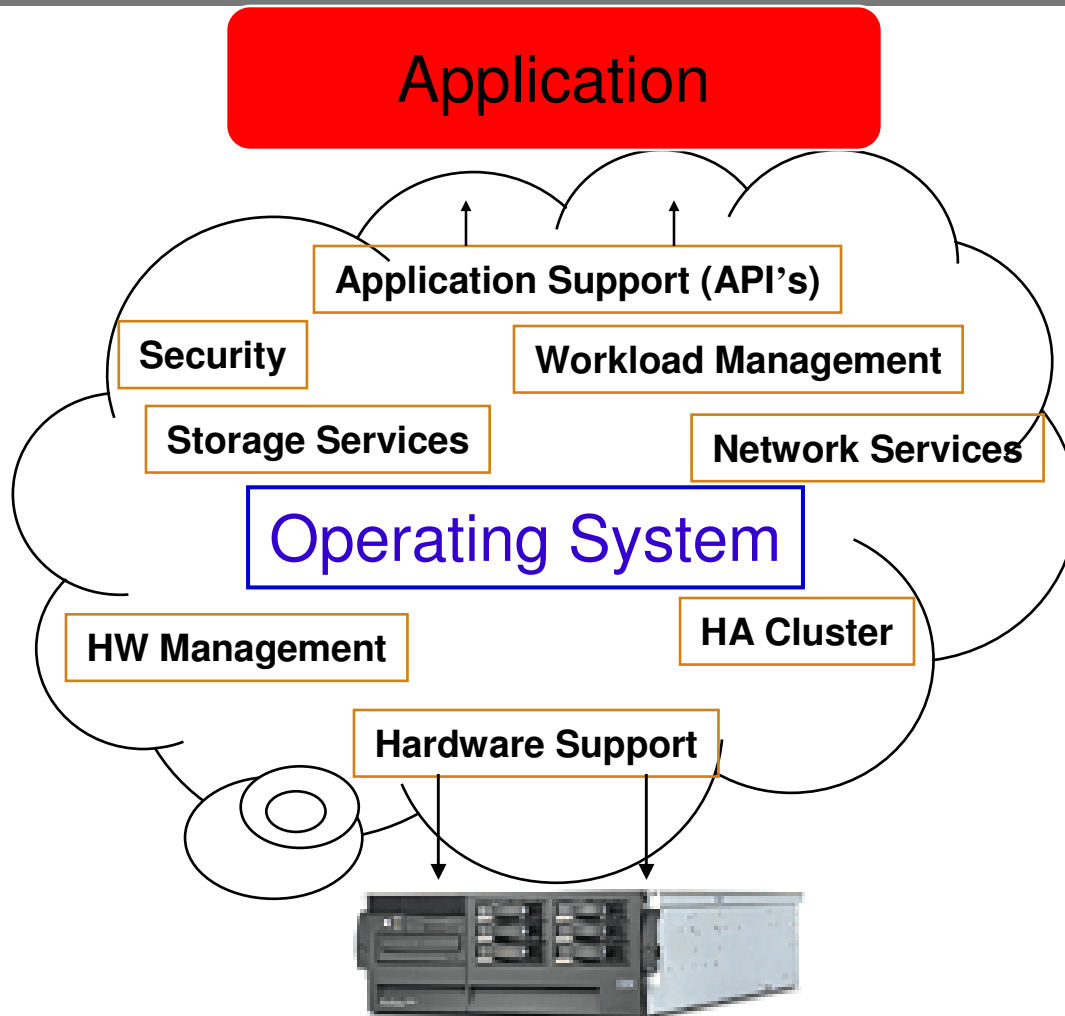 Application
Application Support (API's)
Security
Workload Management
Storage Services
Network Services
Operating System
HW Management
HA Cluster
Hardware Support